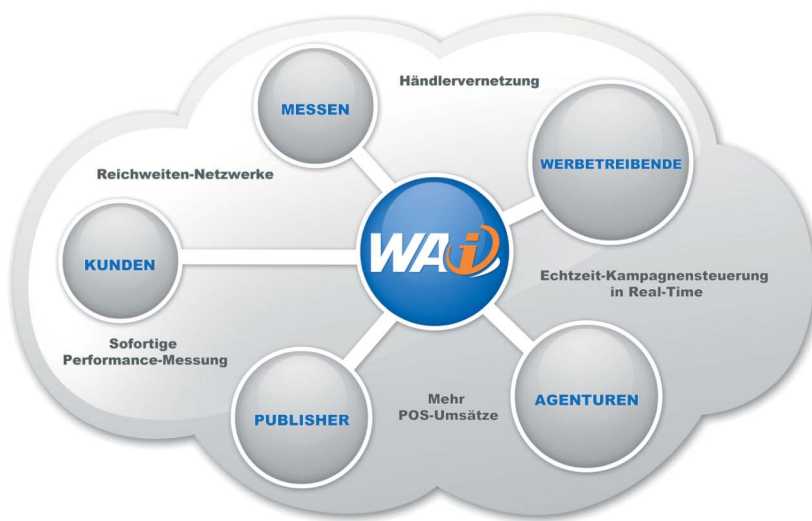 Händlervernetzung
MESSEN
WERBETREIBENDE
Reichweiten-Netzwerke
WAi
KUNDEN
Echtzeit-Kampagnensteuerung
in Real-Time
Sofortige
Performance-Messung
Mehr
POS-Umsätze
AGENTUREN
PUBLISHER